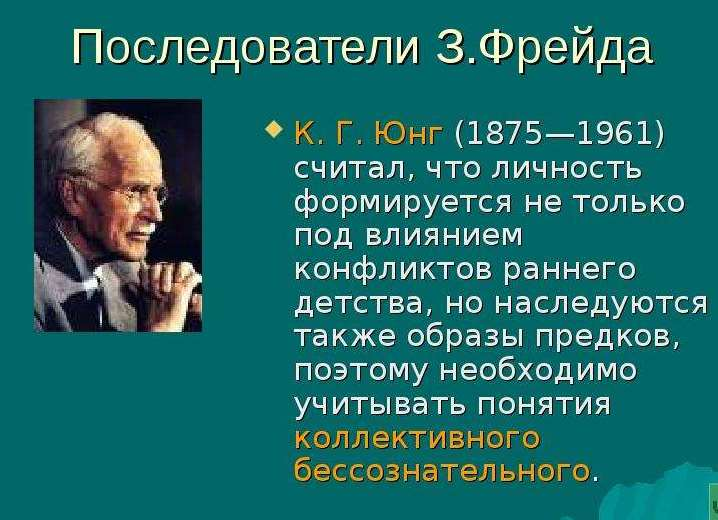 Последователи З.Фрейда
К. Г. Юнг (1875—1961)
считал, что личность
формируется не только
под влиянием
конфликтов раннего
детства, но наследуются
также образы предков,
поэтому необходимо
учитывать понятия
коллективного
бессознательного.